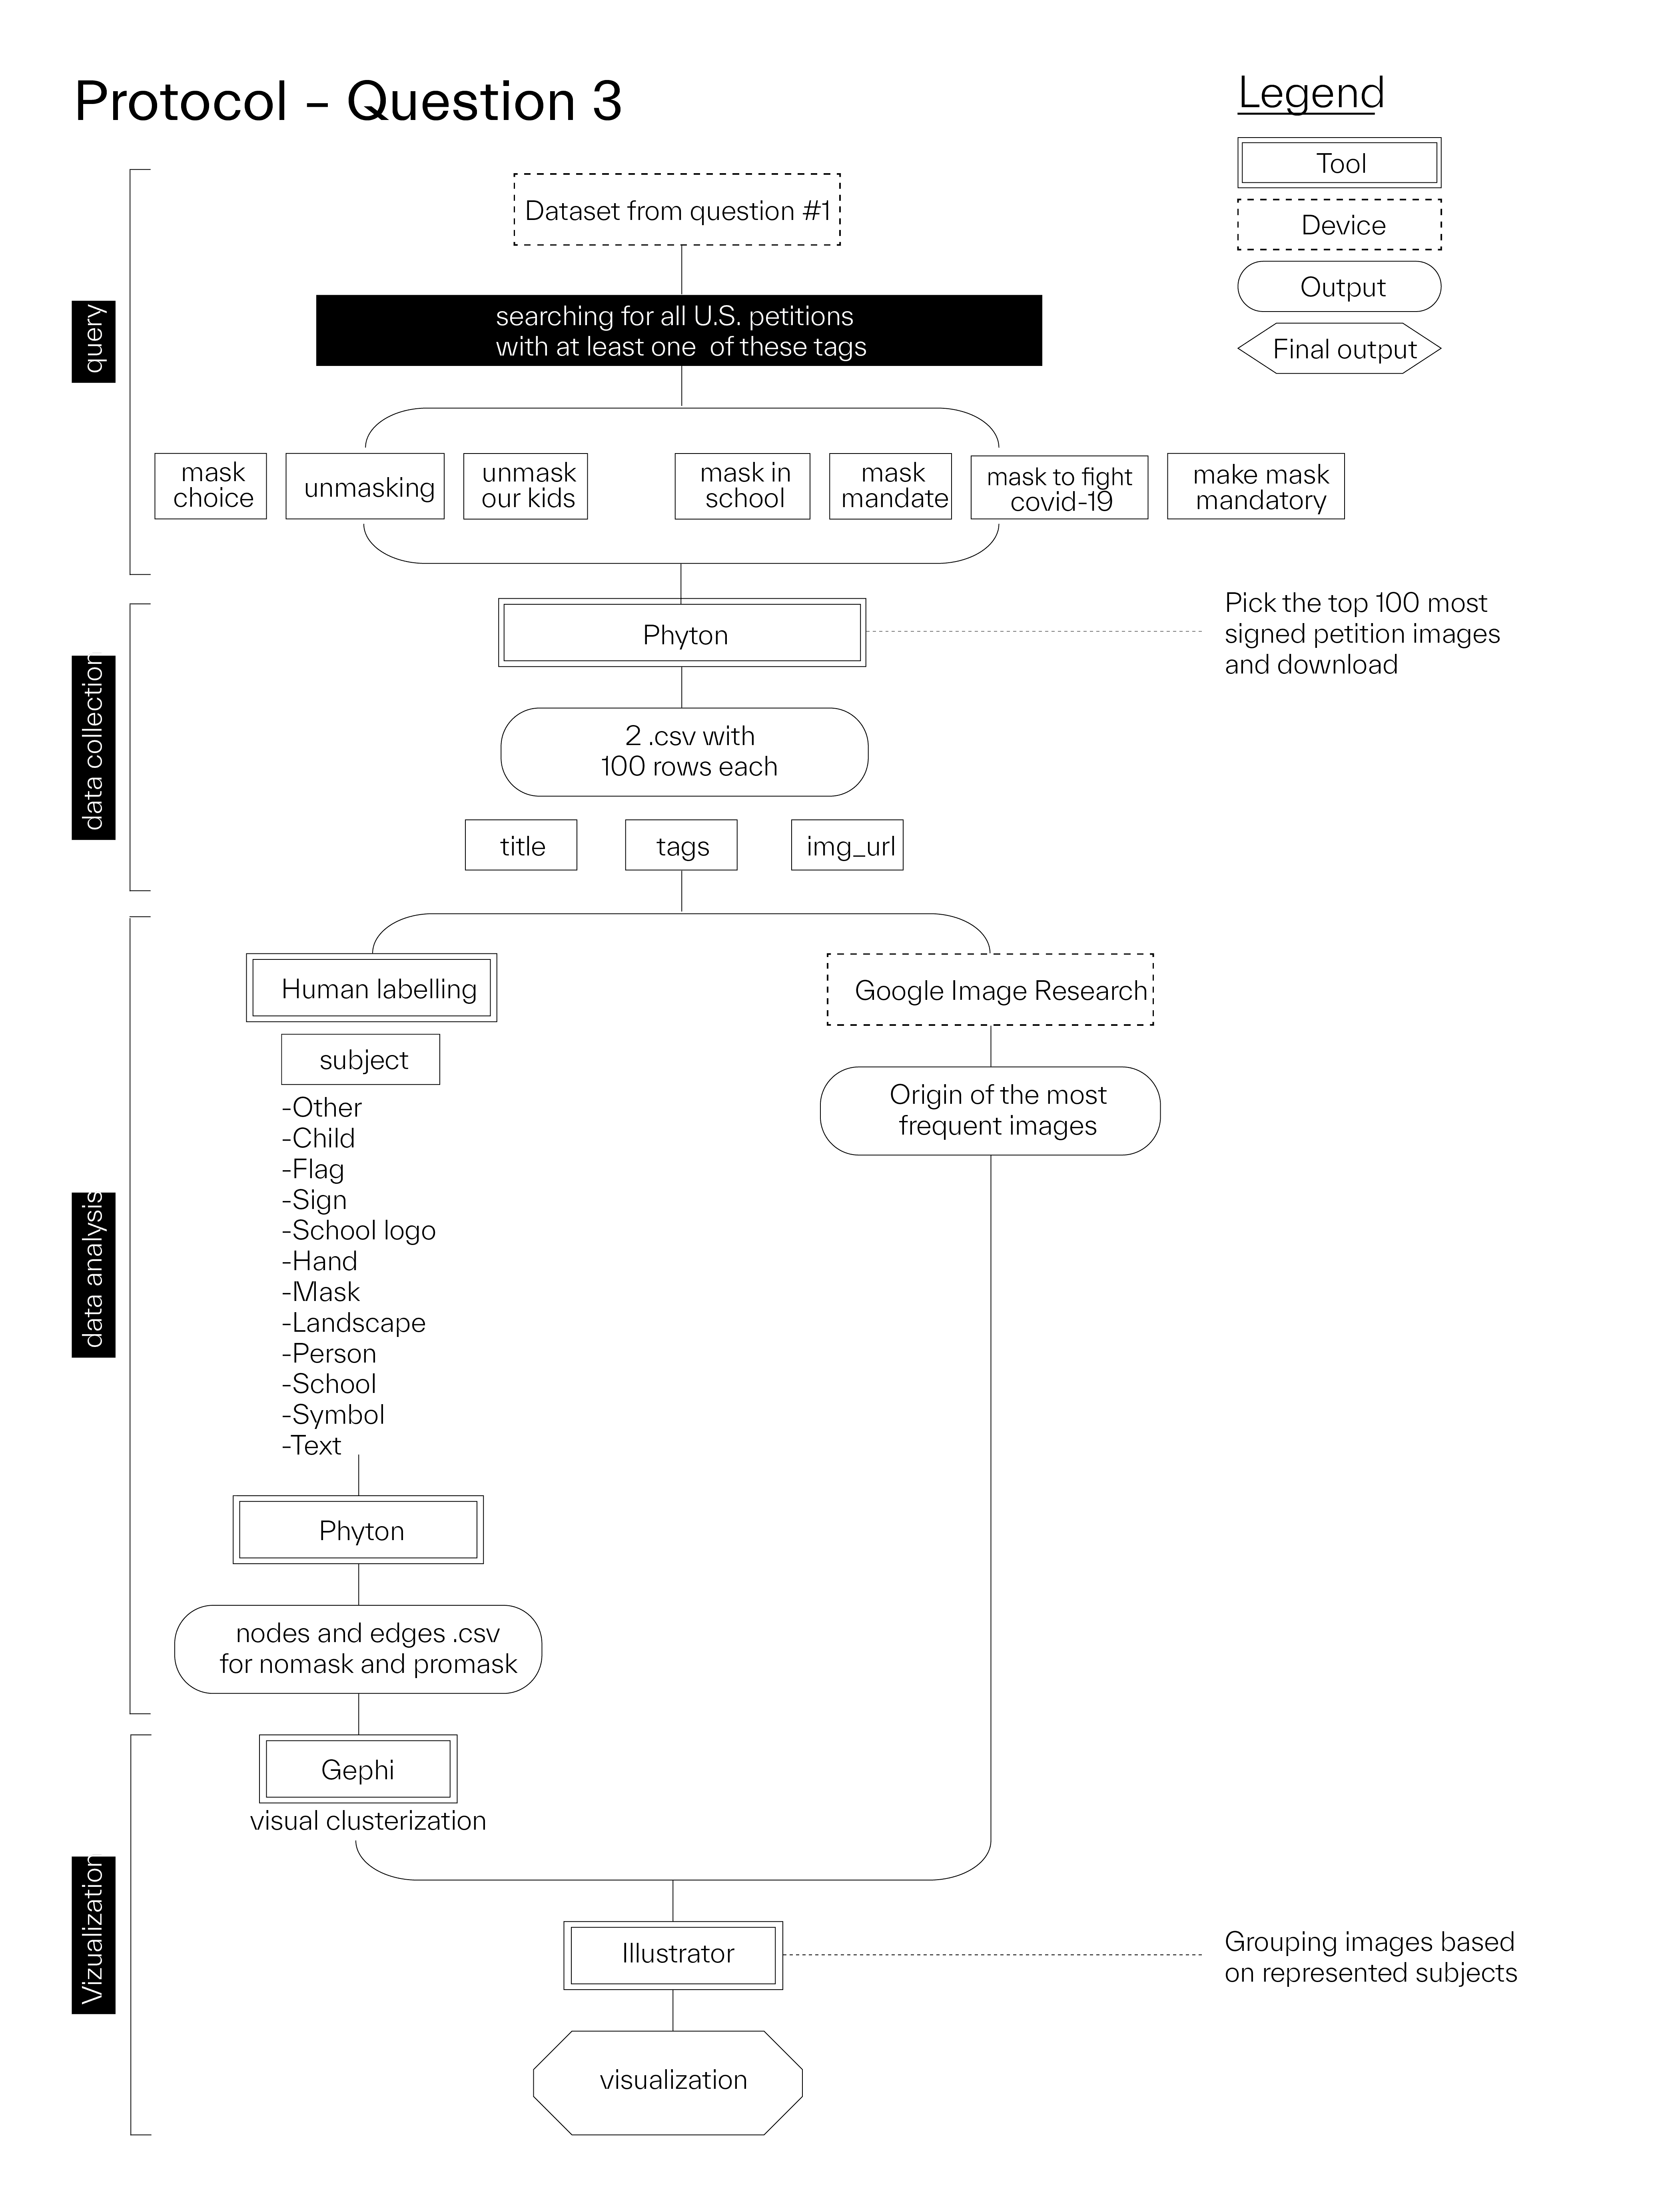 Protocol – Question 3
Legend
Tool
Device
Output
Final output
Dataset from question #1
query
searching for all U.S. petitions
with at least one  of these tags
mask
choice
unmasking
unmask
our kids
mask in
school
mask
mandate
mask to fight
covid-19
make mask
mandatory
data collection
Phyton
Pick the top 100 most
signed petition images
and download
2 .csv with
100 rows each
title
tags
img_url
data analysis
Human labelling
Google Image Research
subject
Origin of the most
frequent images
-Other
-Child
-Flag
-Sign
-School logo
-Hand
-Mask
-Landscape
-Person
-School
-Symbol
-Text
Phyton
nodes and edges .csv
for nomask and promask
Vizualization
Gephi
visual clusterization
Illustrator
Grouping images based
on represented subjects
visualization